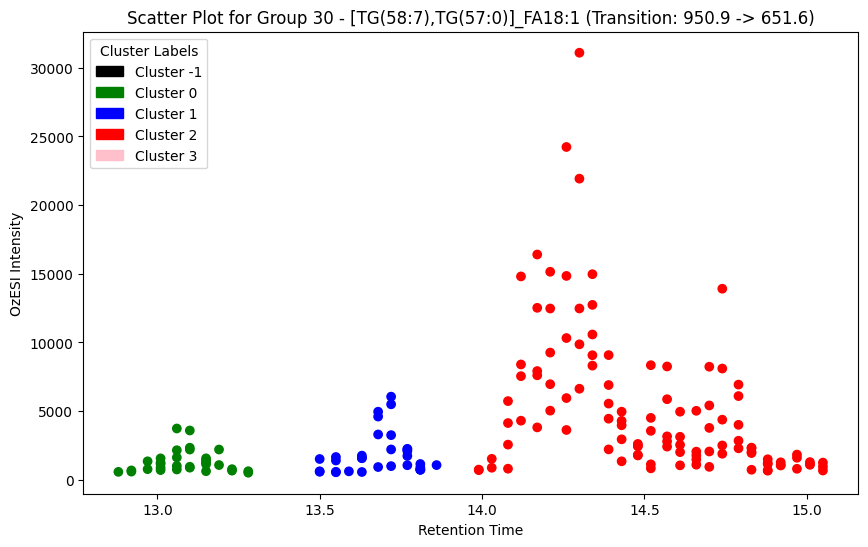 Scatter Plot for Group 30 - [TG(58:7),TG(57:0)]_FA18:1 (Transition: 950.9 -> 651.6)
Cluster Labels
Cluster -1
Cluster 0
Cluster 1
Cluster 2
Cluster 3
OzESI Intensity
30000
25000
20000
15000
10000
5000
0
13.0 13.5 14.0 14.5 15.0
Retention Time